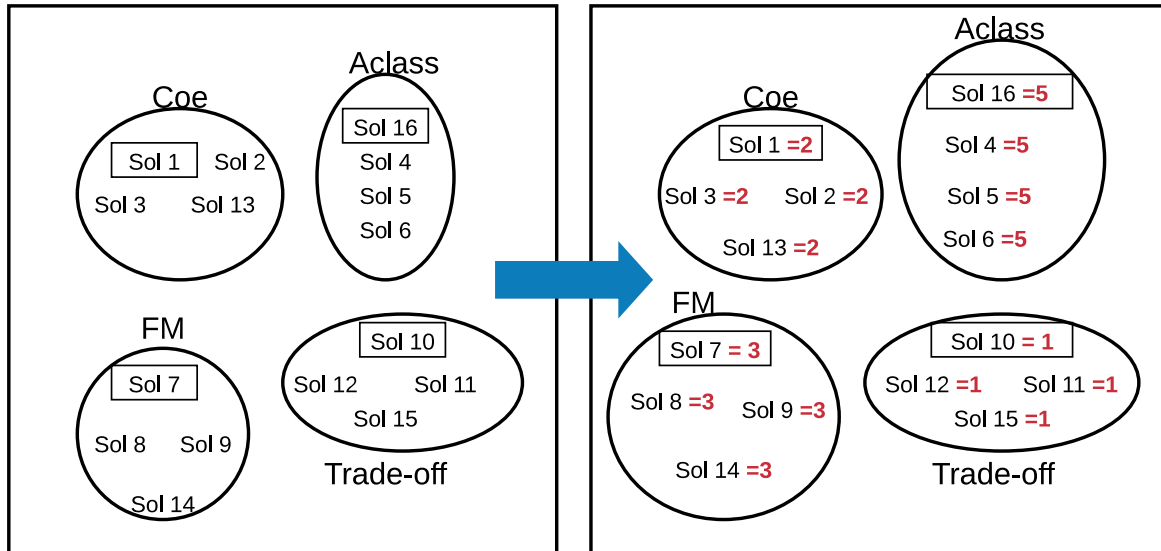 Coe
Sol 1
Sol 2
Sol 3
Sol 13
Aclass
Sol 16
Sol 4
Sol 5
Sol 6
FM
Sol 7
Sol 8
Sol 9
Sol 14
Sol 10
Sol 12
Sol 11
Sol 15
Trade-off
Coe
Sol 1 =2
Sol 3 =2
Sol 2 =2
Sol 13 =2
Aclass
Sol 16 =5
Sol 4 =5
Sol 5 =5
Sol 6 =5
FM
Sol 7 = 3
Sol 8 =3
Sol 9 =3
Sol 14 =3
Sol 10 = 1
Sol 12 =1
Sol 11 =1
Sol 15 =1
Trade-off